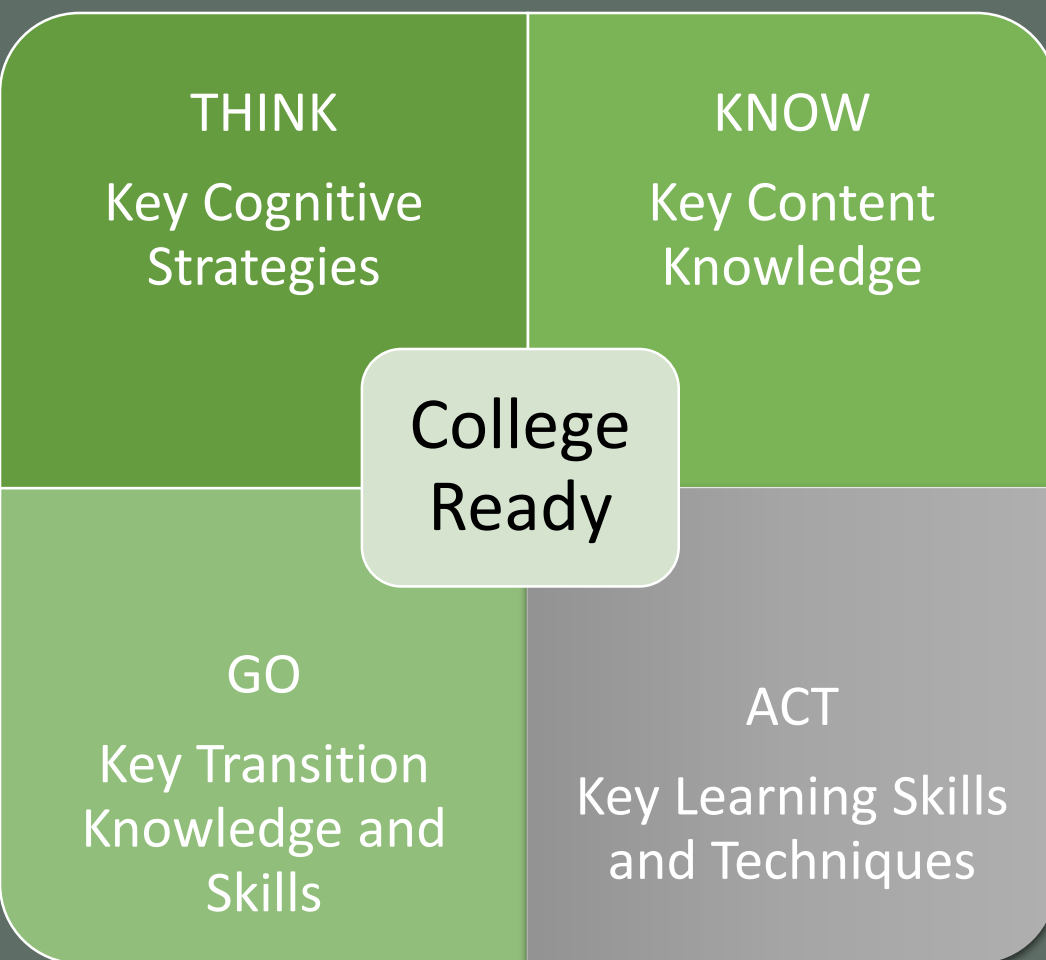 THINK
Key Cognitive
Strategies
KNOW
Key Content
Knowledge
College
Ready
GO
Key Transition
Knowledge and
Skills
ACT
Key Learning Skills
and Techniques